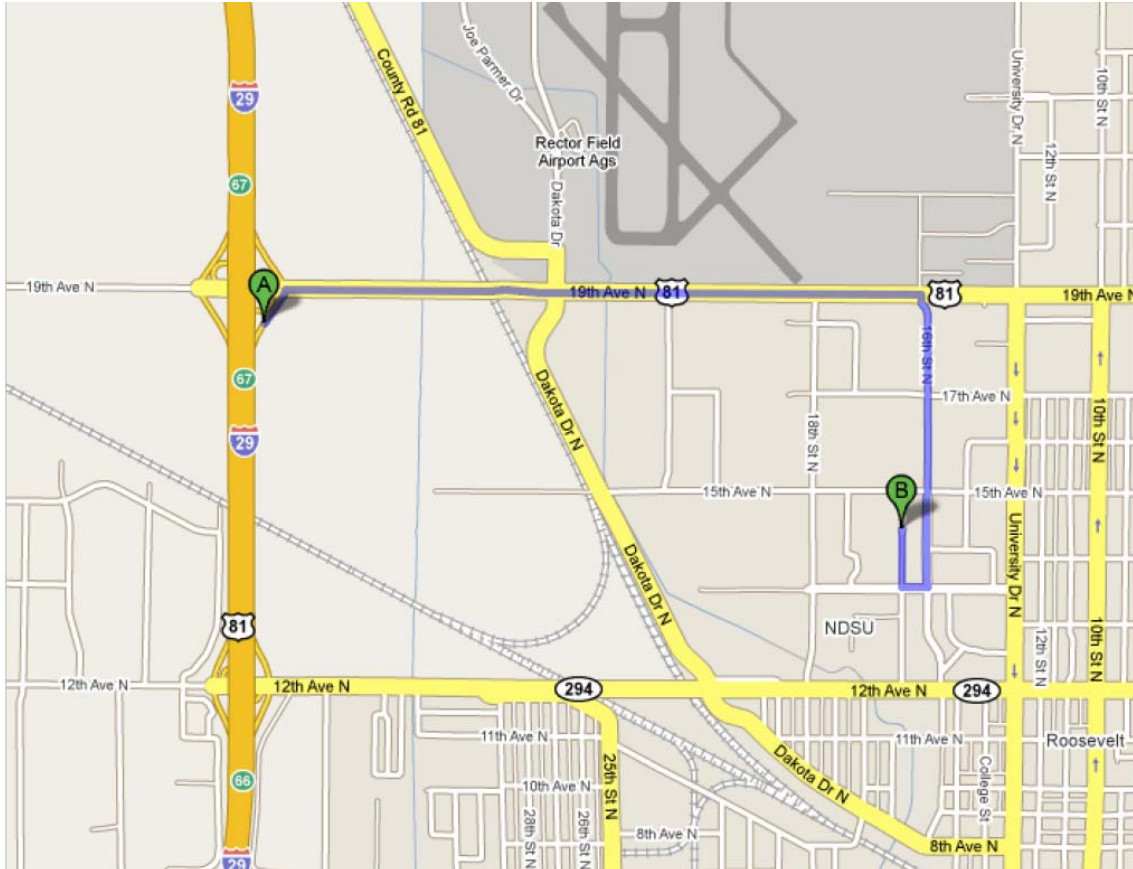 Joe Parmer Dr
29
County Rd 81
University Dr N
10th St N
12th St N
Rector Field
Airport Ags
67
Dakota Dr
A
19th Ave N
19th Ave N
81
81
19th Ave N
16th St N
67
17th Ave N
Dakota Dr N
10th St N
18th St N
29
15th Ave N
15th Ave N
B
University Dr N
Dakota Dr N
81
NDSU
12th St N
10th St N
12th Ave N
12th Ave N
294
12th Ave N
294
11th Ave N
11th Ave N
Roosevelt
25th St N
College St
Dakota Dr N
66
10th Ave N
28th St N
26th St N
8th Ave N
8th Ave N
29